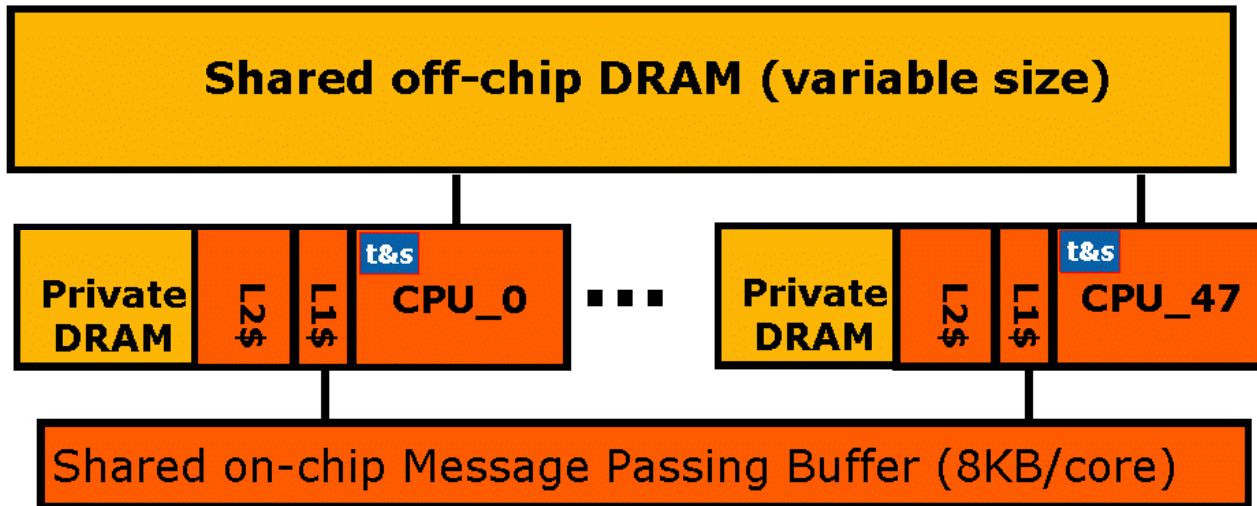 Shared off-chip DRAM (variable size)
t&s
Private
DRAM
L2$
L1$
CPU_0
...
t&s
Private
DRAM
L2$
L1$
CPU_47
Shared on-chip Message Passing Buffer (8KB/core)